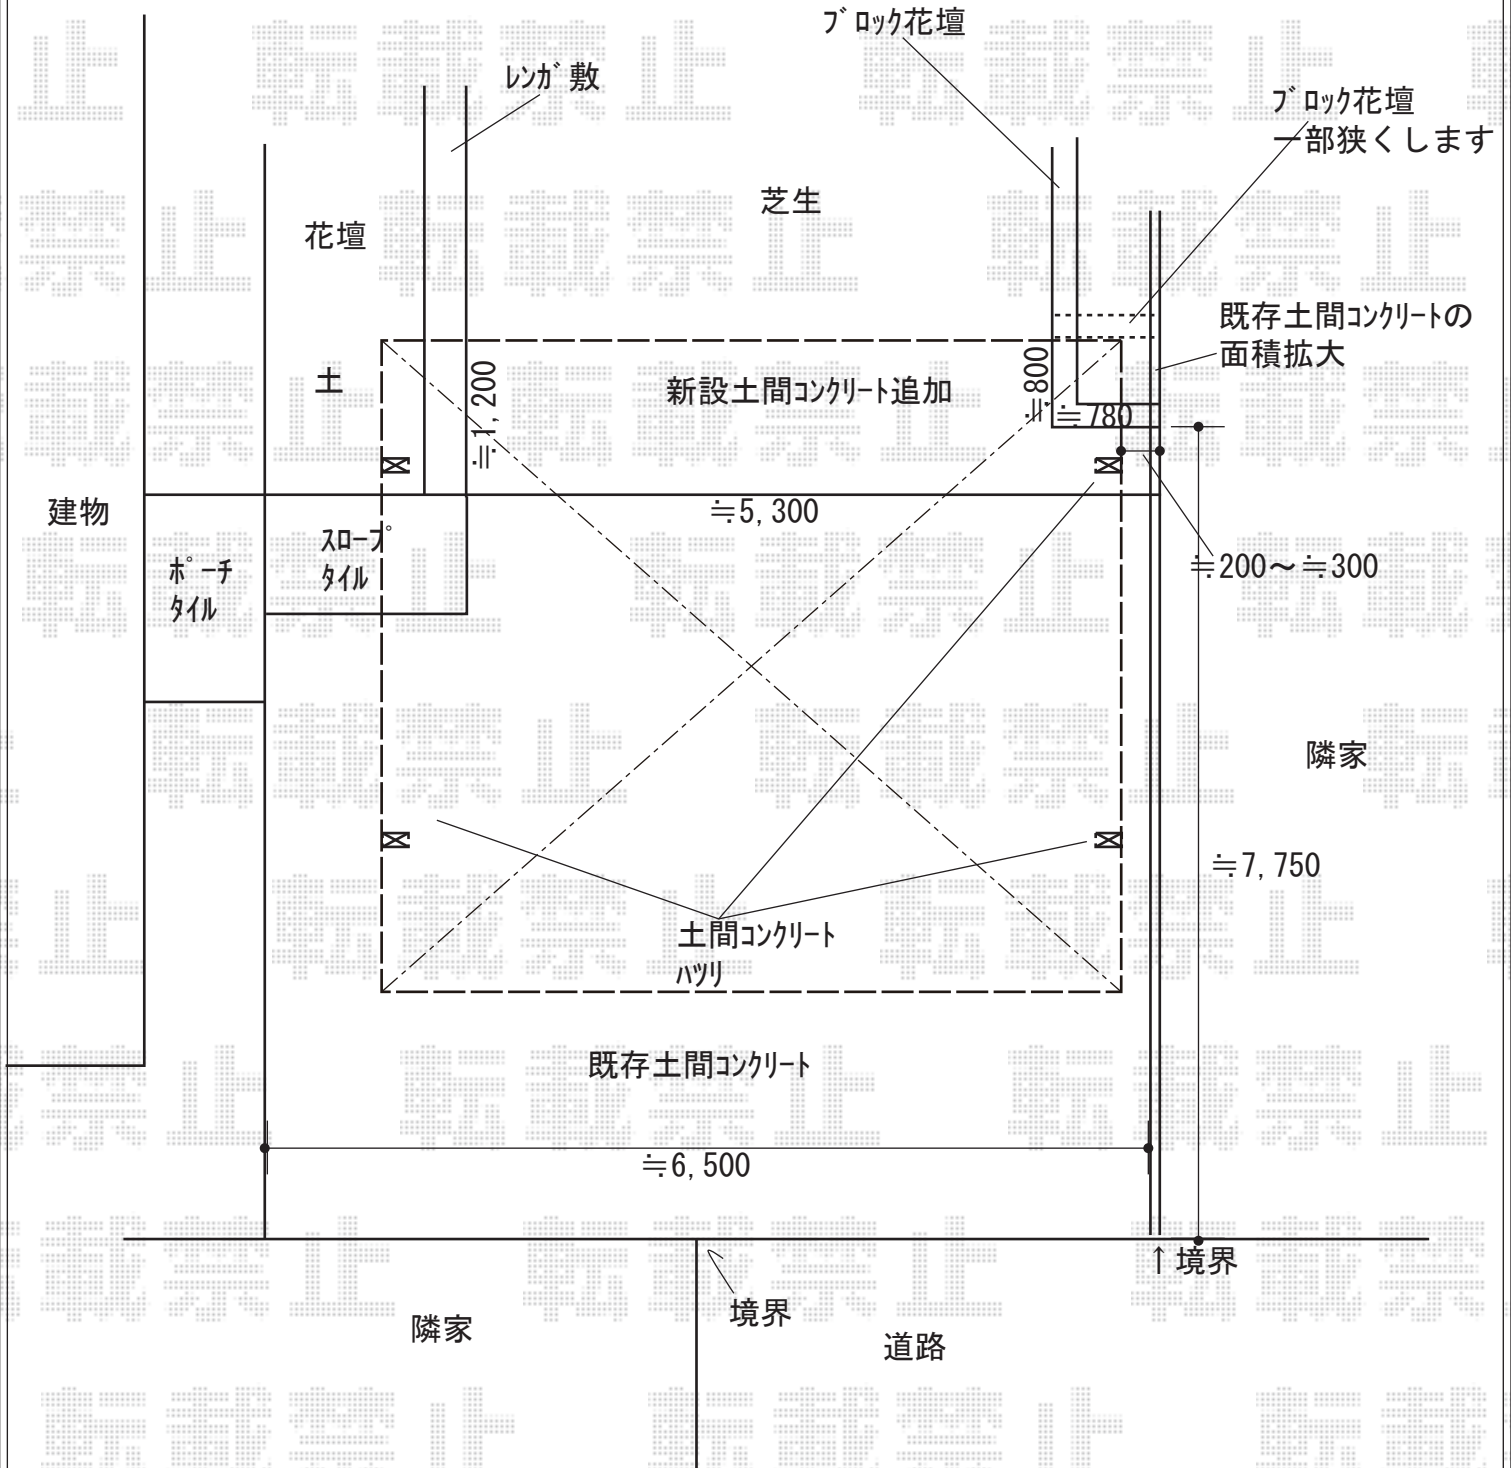 ﾌﾞﾛｯｸ花壇
ﾚﾝｶﾞ敷
ﾌﾞﾛｯｸ花壇
一部狭くします
芝生
花壇
既存土間ｺﾝｸﾘｰﾄの
面積拡大
土
≒1,200
新設土間ｺﾝｸﾘｰﾄ追加
≒800
≒780
建物
≒5,300
ｽﾛｰﾌﾟ
ﾀｲﾙ
ﾎﾟｰﾁ
ﾀｲﾙ
≒200～≒300
隣家
≒7,750
土間ｺﾝｸﾘｰﾄ
ﾊﾂﾘ
既存土間ｺﾝｸﾘｰﾄ
≒6,500
↑境界
境界
隣家
道路
転載禁止